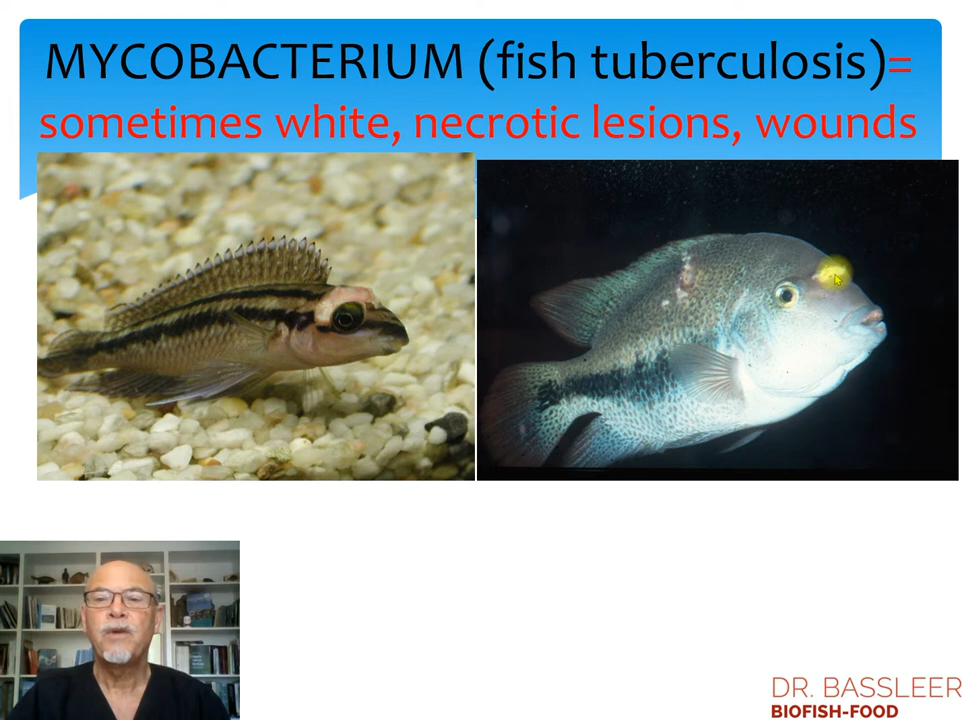 MYCOBACTERIUM (fish tuberculosis)=
sometimes white, necrotic lesions, wounds
DR. BASSLEER
BIOFISH-FOOD